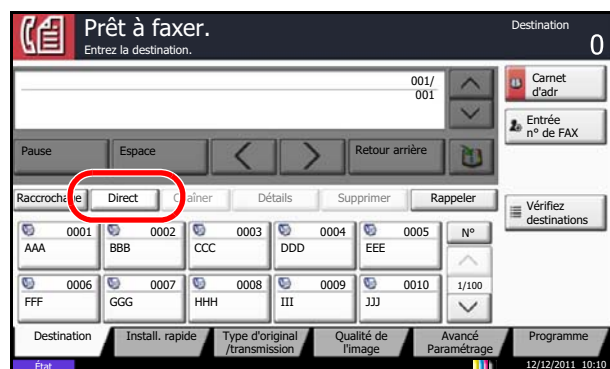 Prêt à faxer.
Entrez la destination.
Destination
0
001/
001
Carnet
d'adr
Entrée
n° de FAX
Pause
Espace
Retour arrière
Raccrochage
Direct
Chaîner
Détails
Supprimer
Rappeler
Vérifiez
destinations
0001
AAA
0002
BBB
0003
CCC
0004
DDD
0005
EEE
N°
0006
FFF
0007
GGG
0008
HHH
0009
III
0010
JJJ
1/100
Destination
Install. rapide
Type d'original
/transmission
Qualité de
l'image
Avancé
Paramétrage
Programme
État
12/12/2011 10:10